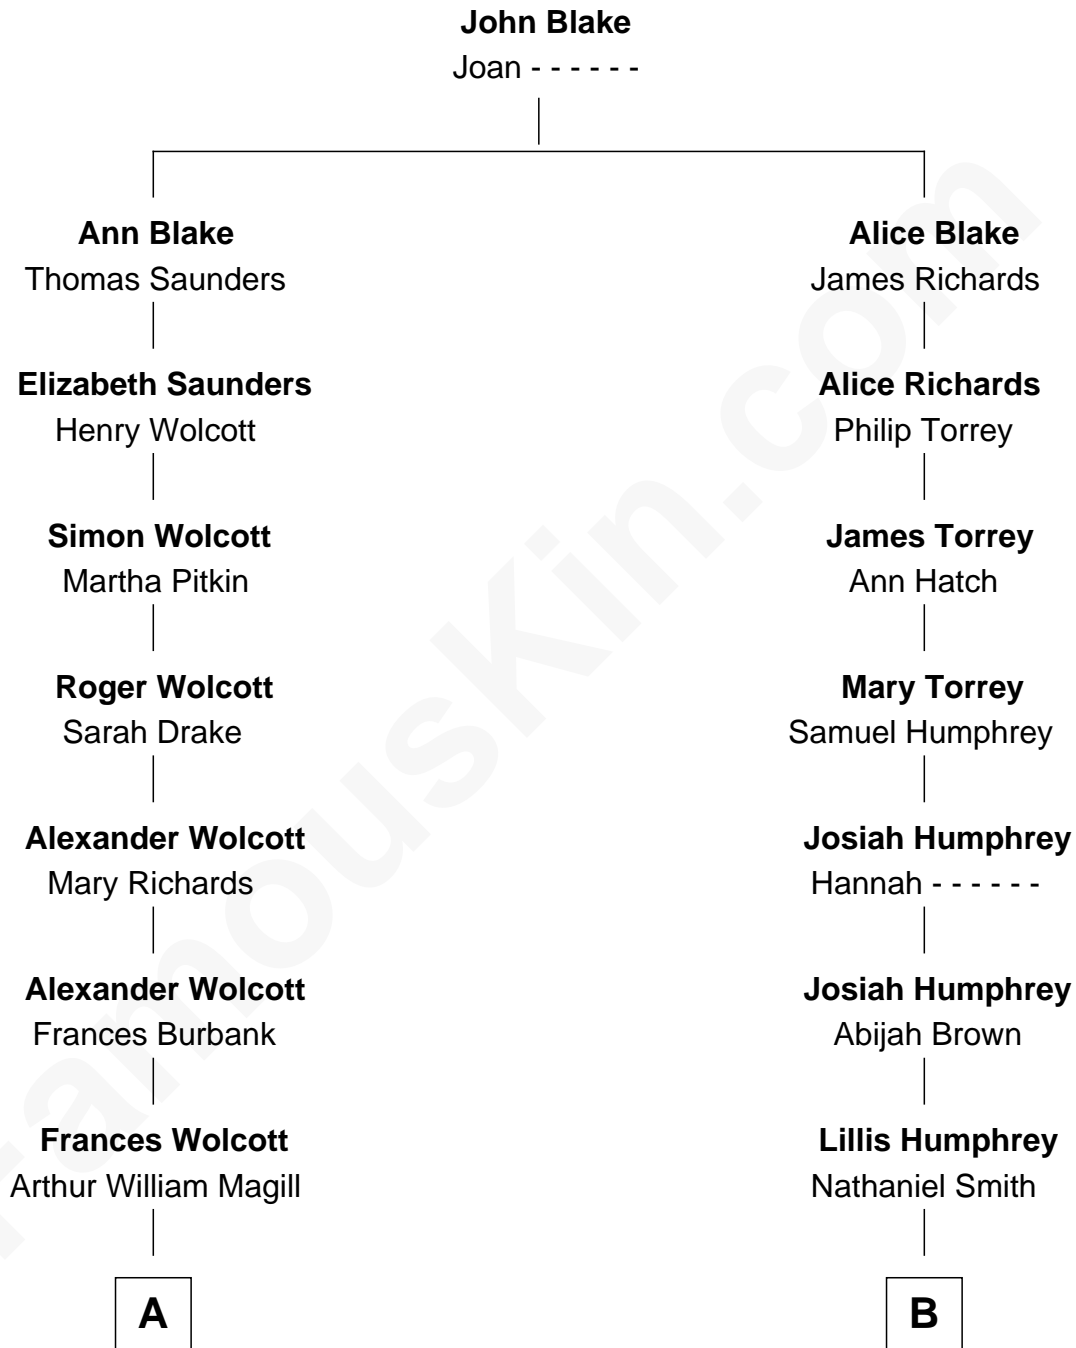 John Blake
Joan - - - - - -
Ann Blake
Thomas Saunders
Alice Blake
James Richards
Elizabeth Saunders
Henry Wolcott
Alice Richards
Philip Torrey
Simon Wolcott
Martha Pitkin
James Torrey
Ann Hatch
Roger Wolcott
Sarah Drake
Mary Torrey
Samuel Humphrey
Alexander Wolcott
Mary Richards
Josiah Humphrey
Hannah - - - - - -
Alexander Wolcott
Frances Burbank
Josiah Humphrey
Abijah Brown
Frances Wolcott
Arthur William Magill
Lillis Humphrey
Nathaniel Smith
A
B
FamousKin.com